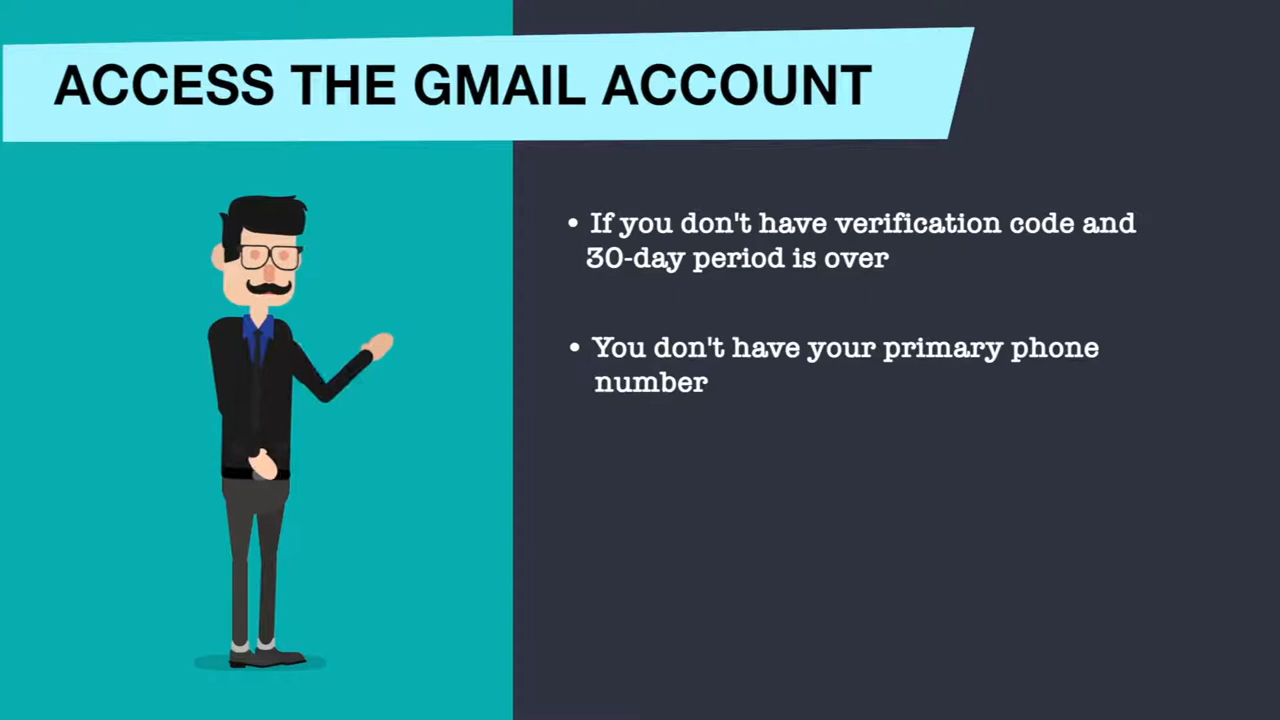 ACCESS THE GMAIL ACCOUNT
• If you don't have verification code and
30-day period is over
• You don't have your primary phone
number